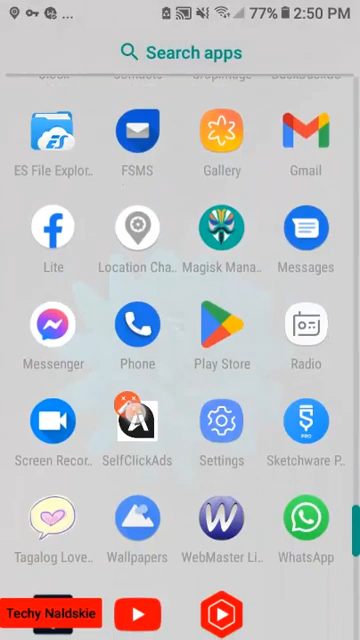 77% 2:50 PM
Search apps
ES File Explor..
FSMS
Gallery
Gmail
Lite
Location Cha..
Magisk Mana..
Messages
Messenger
Phone
Play Store
Radio
Screen Recor..
SelfClickAds
Settings
Sketchware P..
Tagalog Love..
Wallpapers
WebMaster Li..
WhatsApp
Techy Naldskie